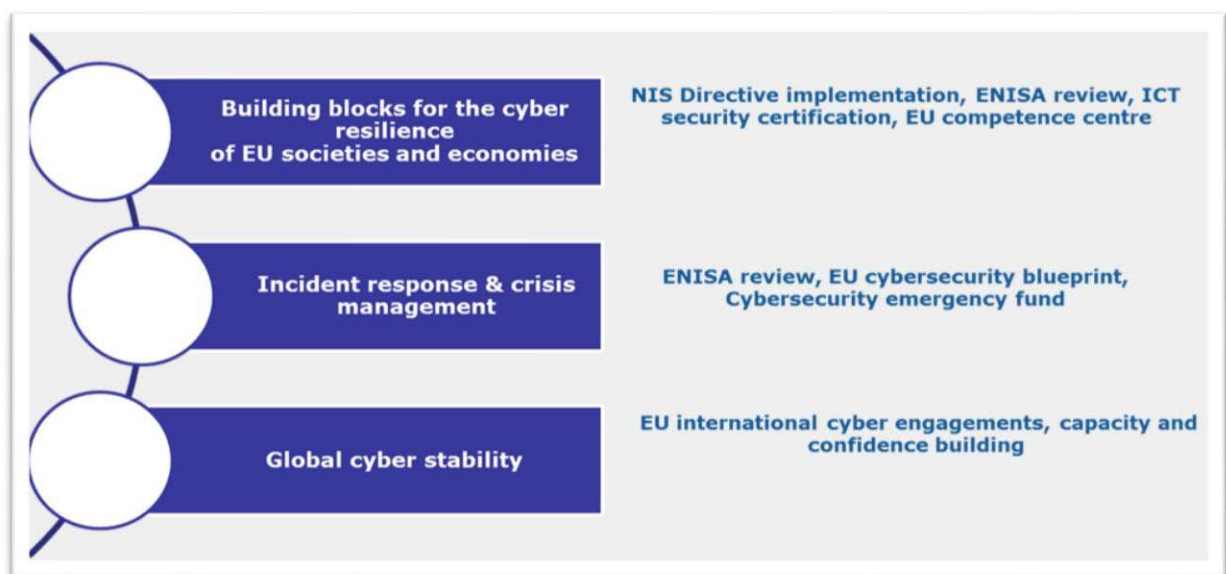 Building blocks for the cyber
resilience
of EU societies and economies
NIS Directive implementation, ENISA review, ICT
security certification, EU competence centre
Incident response & crisis
management
ENISA review, EU cybersecurity blueprint,
Cybersecurity emergency fund
Global cyber stability
EU international cyber engagements, capacity and
confidence building